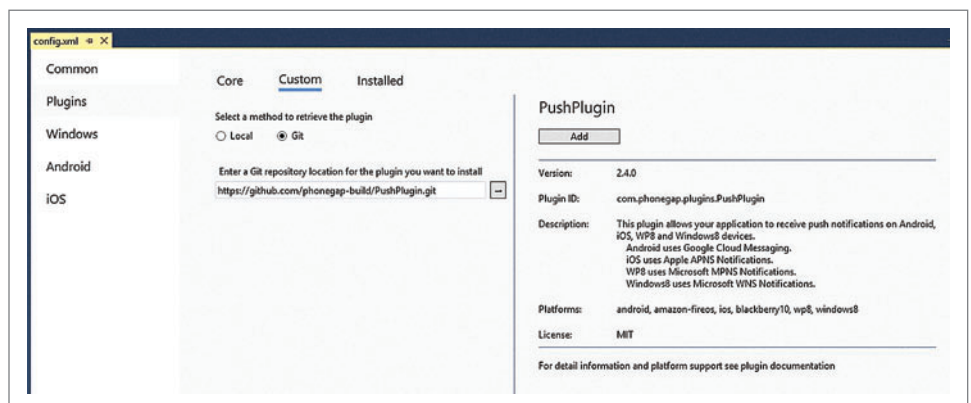 config.xml
Common
Plugins
Windows
Android
iOS
Core Custom Installed
Select a method to retrieve the plugin
Local Git
Enter a Git repository location for the plugin you want to install
https://github.com/phonegap-build/PushPlugin.git
PushPlugin
Add
Version: 2.4.0
Plugin ID: com.phonegap.plugins.PushPlugin
Description: This plugin allows your application to receive push notifications on Android,
iOS, WP8 and Windows8 devices.
Android uses Google Cloud Messaging.
iOS uses Apple APNS Notifications.
WP8 uses Microsoft MPNS Notifications.
Windows8 uses Microsoft WNS Notifications.
Platforms: android, amazon-fireos, ios, blackberry10, wp8, windows8
License: MIT
For detail information and platform support see plugin documentation